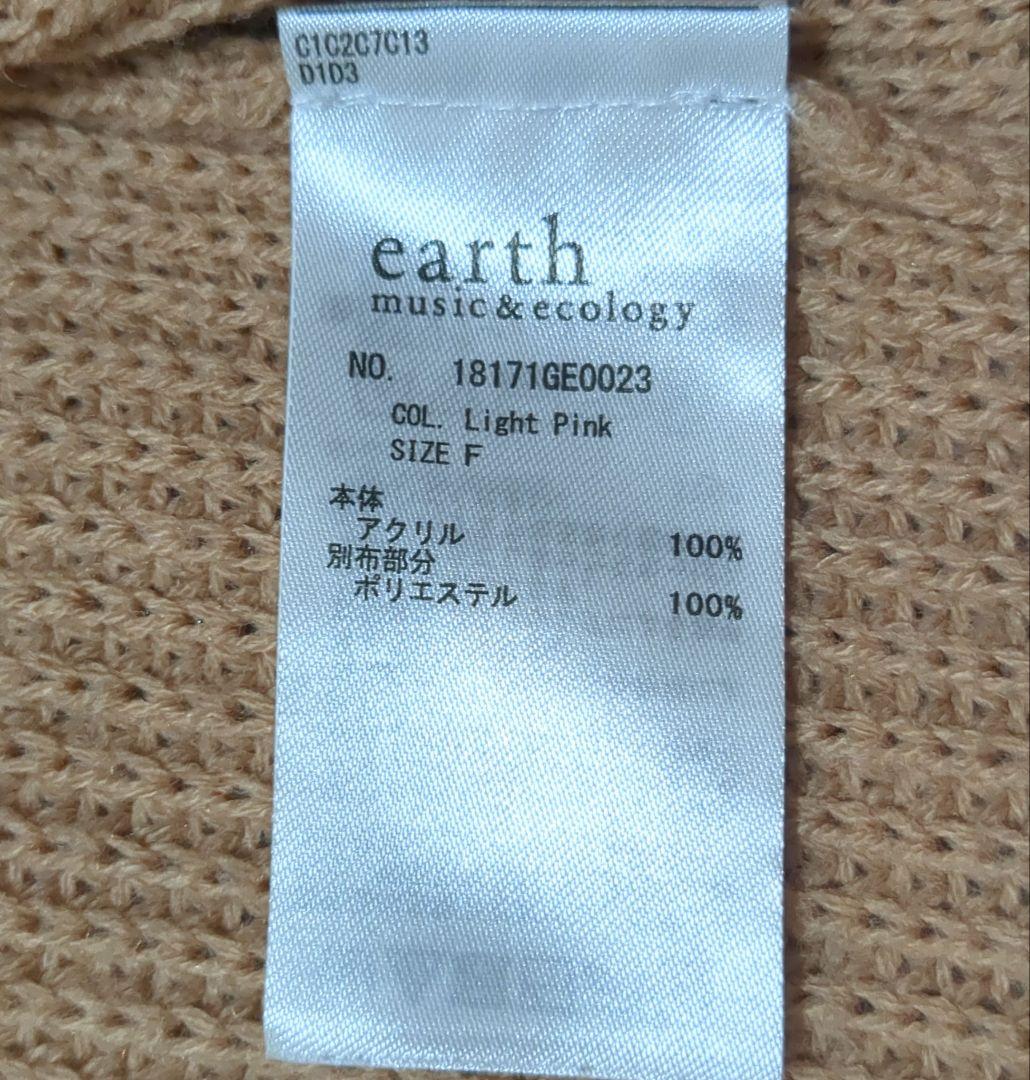 C1C2C7C13
D1D3
earth
music&ecology
NO. 18171GE0023
COL. Light Pink
SIZE F
本体
アクリル 100%
別布部分
ポリエステル 100%